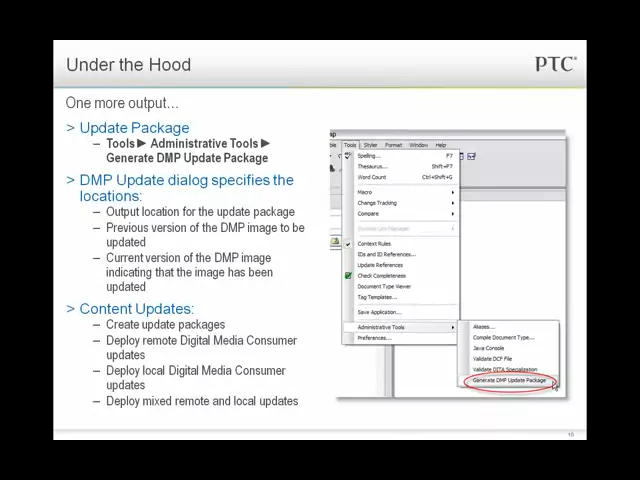 Under the Hood
PTC
One more output…
> Update Package
– Tools► Administrative Tools►
Generate DMP Update Package
> DMP Update dialog specifies the
locations:
– Output location for the update package
– Previous version of the DMP image to be
updated
– Current version of the DMP image
indicating that the image has been
updated
> Content Updates:
– Create update packages
– Deploy remote Digital Media Consumer
updates
– Deploy local Digital Media Consumer
updates
– Deploy mixed remote and local updates
Tools Styler Format Window Help
Spelling... F7
Thesaurus... Shift+F7
Word Count Ctrl+Shift+G
Macro
Change Tracking
Compare
Context Rules
IDs and ID References...
Update References
Check Completeness
Document Type Viewer
Tag Templates...
Save Application...
Administrative Tools
Preferences...
Aliases...
Compile Document Type...
Java Console
Validate DCF File
Validate DITA Specialization
Generate DMP Update Package